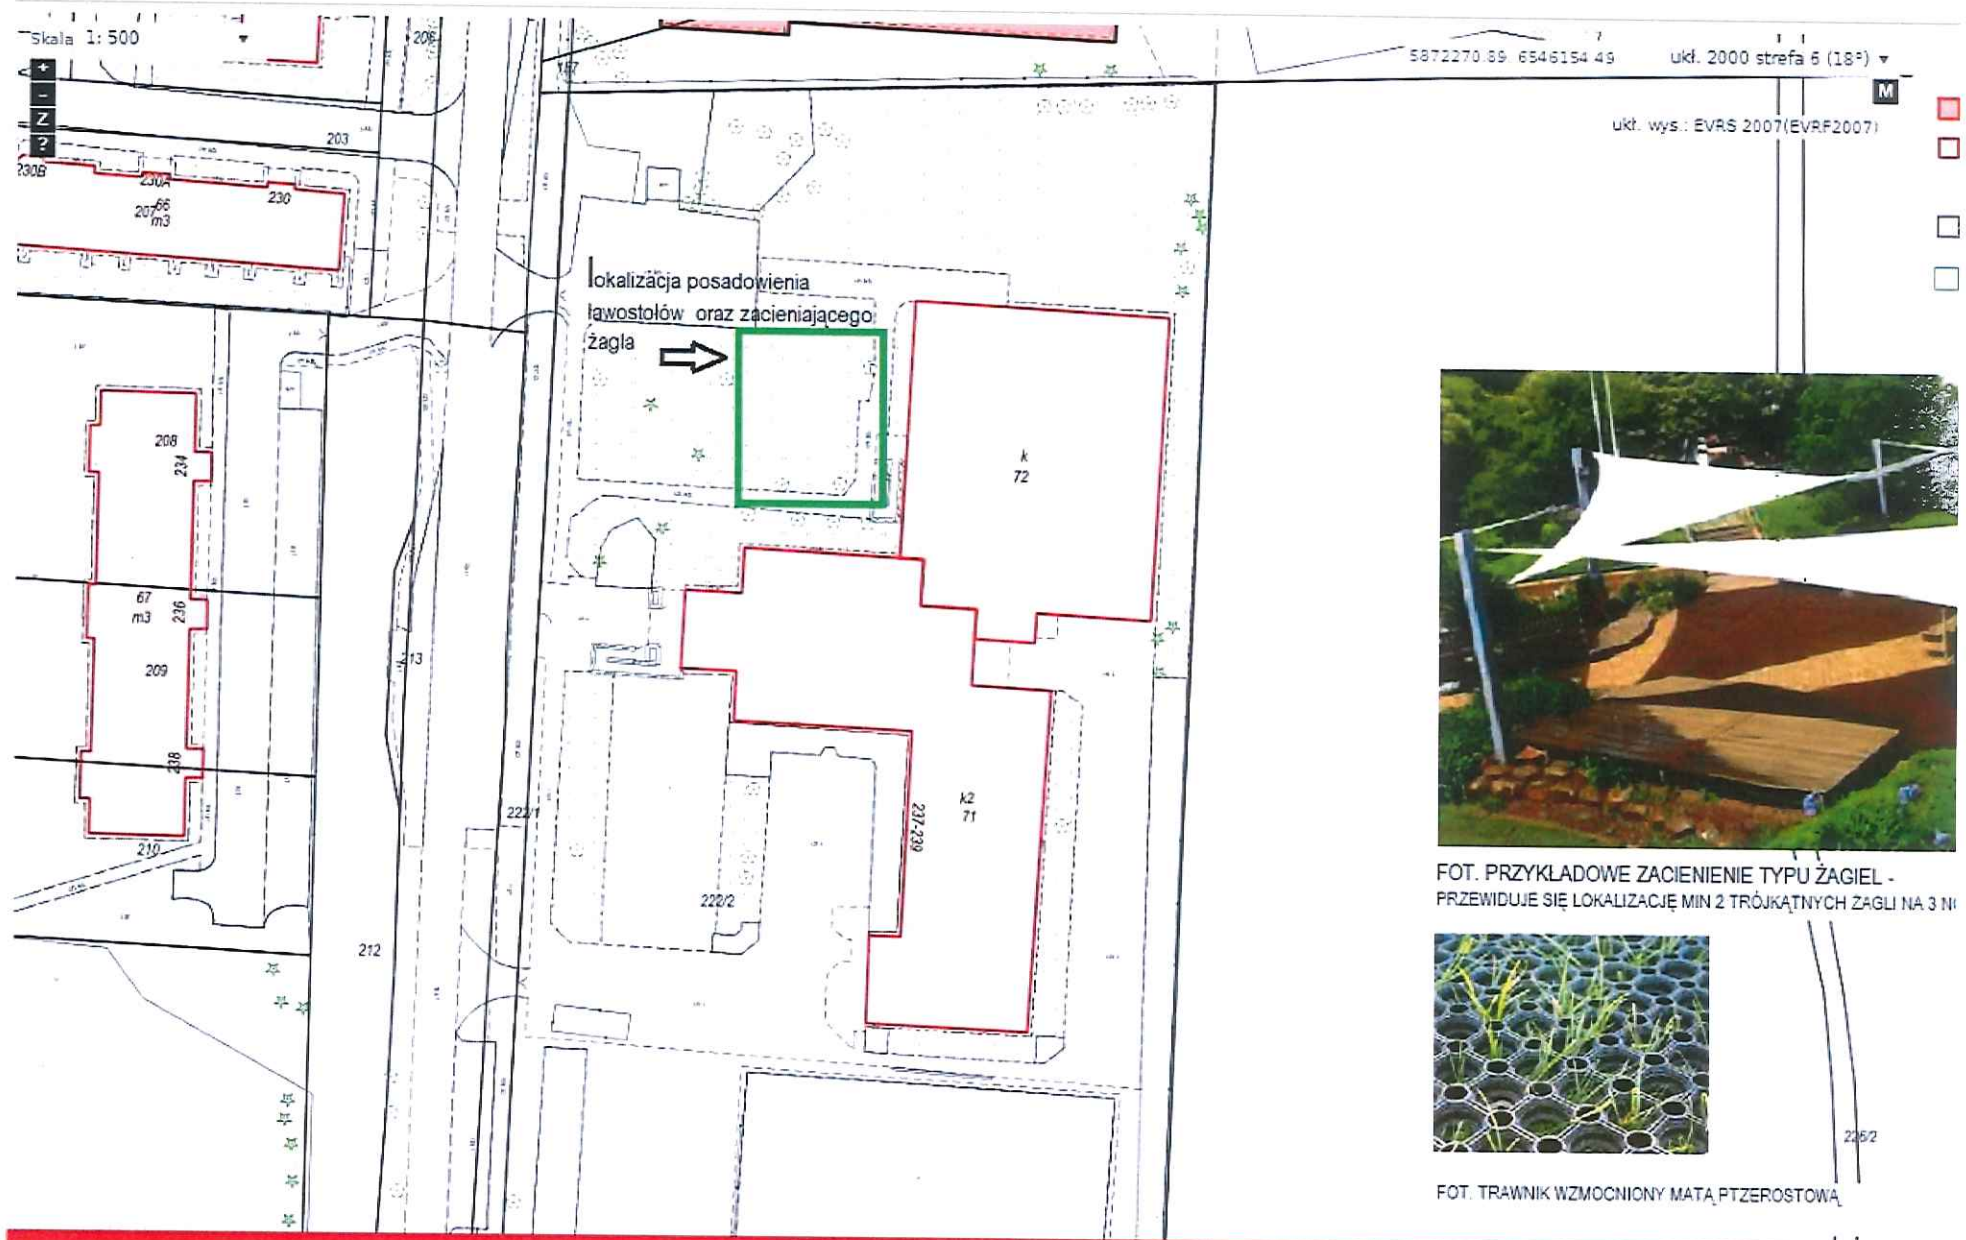 Skala 1: 500
206
187
5872270.89 6546154.49
ukł. 2000 strefa 6 (18°)
+
-
Z
?
M
ukł. wys.: EVRS 2007(EVRF2007)
203
230B
230A
230
207
66
m3
lokalizacja posadowienia
ławostołów oraz zacieniającego
żagla
208
234
k
72
67
m3
236
209
213
238
222/1
k2
71
237-239
210
222/2
212
FOT. PRZYKŁADOWE ZACIENIENIE TYPU ŻAGIEL -
PRZEWIDUJE SIĘ LOKALIZACJĘ MIN 2 TRÓJKĄTNYCH ŻAGLI NA 3 N
225/2
FOT. TRAWNIK WZMOCNIONY MATĄ PTZEROSTOWĄ